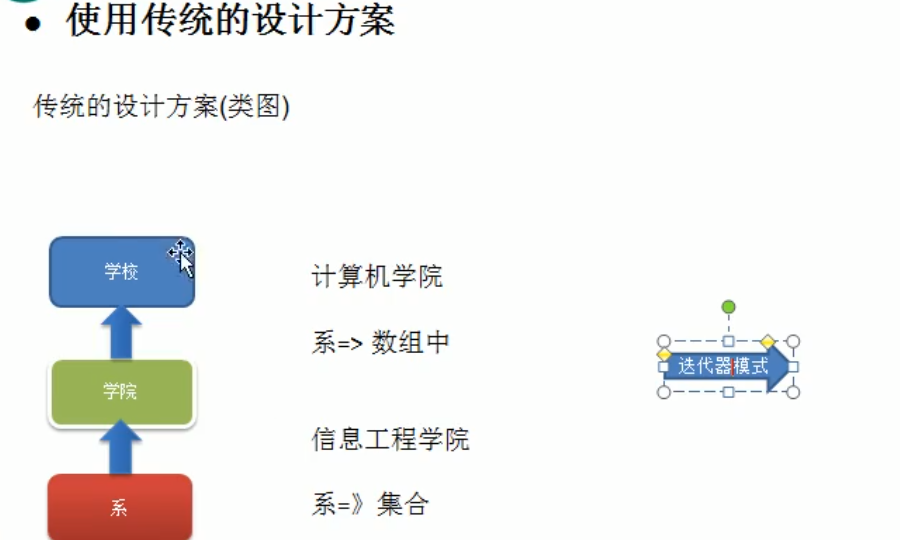 ● 使用传统的设计方案
传统的设计方案(类图)
学校
学院
系
计算机学院
系=> 数组中
信息工程学院
系=》集合
迭代器模式